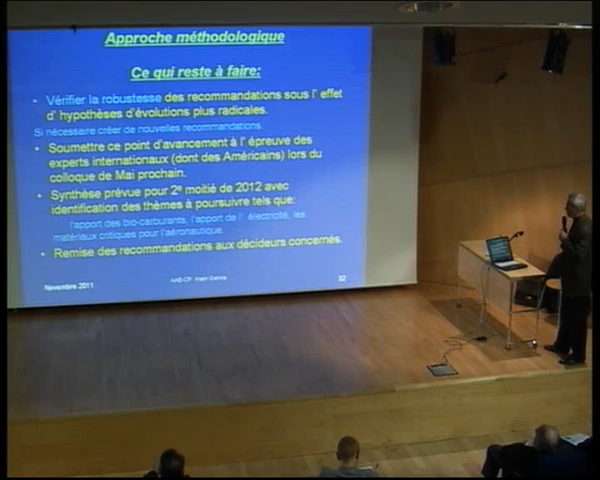 Approche méthodologique
Ce qui reste à faire:
• Vérifier la robustesse des recommandations sous l' effet
d' hypothèses d'évolutions plus radicales.
Si nécessaire créer de nouvelles recommandations.
• Soumettre ce point d'avancement à l' épreuve des
experts internationaux (dont des Américains) lors du
colloque de Mai prochain.
• Synthèse prévue pour 2e moitié de 2012 avec
identification des thèmes à poursuivre tels que:
l'apport des bio-carburants, l'apport de l' électricité, les
matériaux critiques pour l'aéronautique.
• Remise des recommandations aux décideurs concernés.
Novembre 2011
32